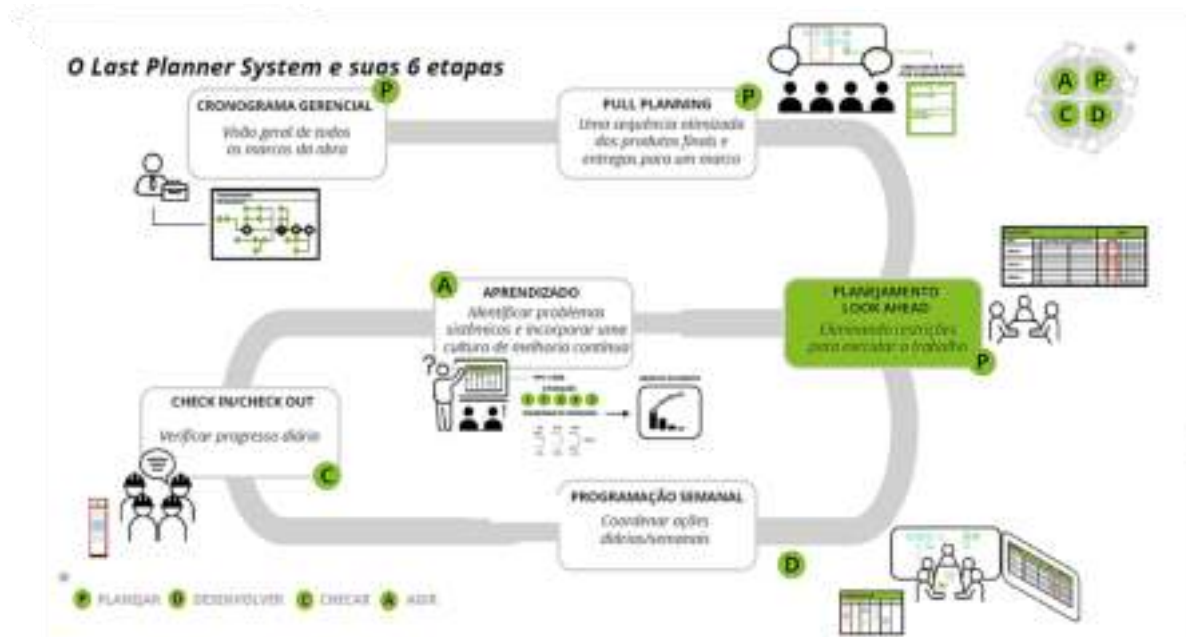 O Last Planner System e suas 6 etapas
CRONOGRAMA GERENCIAL
P
Visão geral de todos
os marcos da obra
PULL PLANNING
P
Uma sequência otimizada
dos produtos finais e
entregas para um marco
A P
C D
A
APRENDIZADO
Identificar problemas
sistêmicos e incorporar uma
cultura de melhoria contínua
PLANEJAMENTO
LOOK AHEAD
Eliminando restrições
para executar o trabalho
P
CHECK IN/CHECK OUT
Verificar progresso diário
C
PROGRAMAÇÃO SEMANAL
Coordenar ações
diárias/semanais
D
P PLANEJAR D DESENVOLVER C CHECAR A AGIR